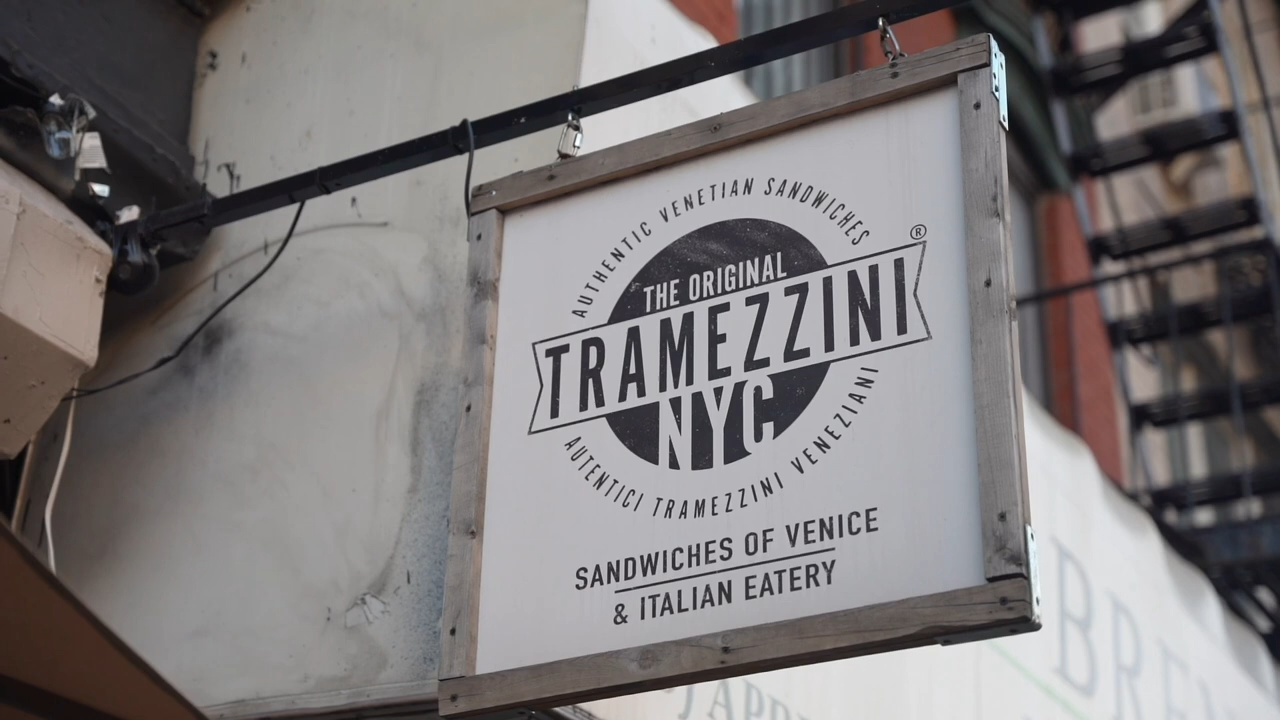 AUTHENTIC VENETIAN SANDWICHES
®
THE ORIGINAL
TRAMEZZINI
NYC
AUTENTICI TRAMEZZINI VENEZIANI
SANDWICHES OF VENICE
& ITALIAN EATERY